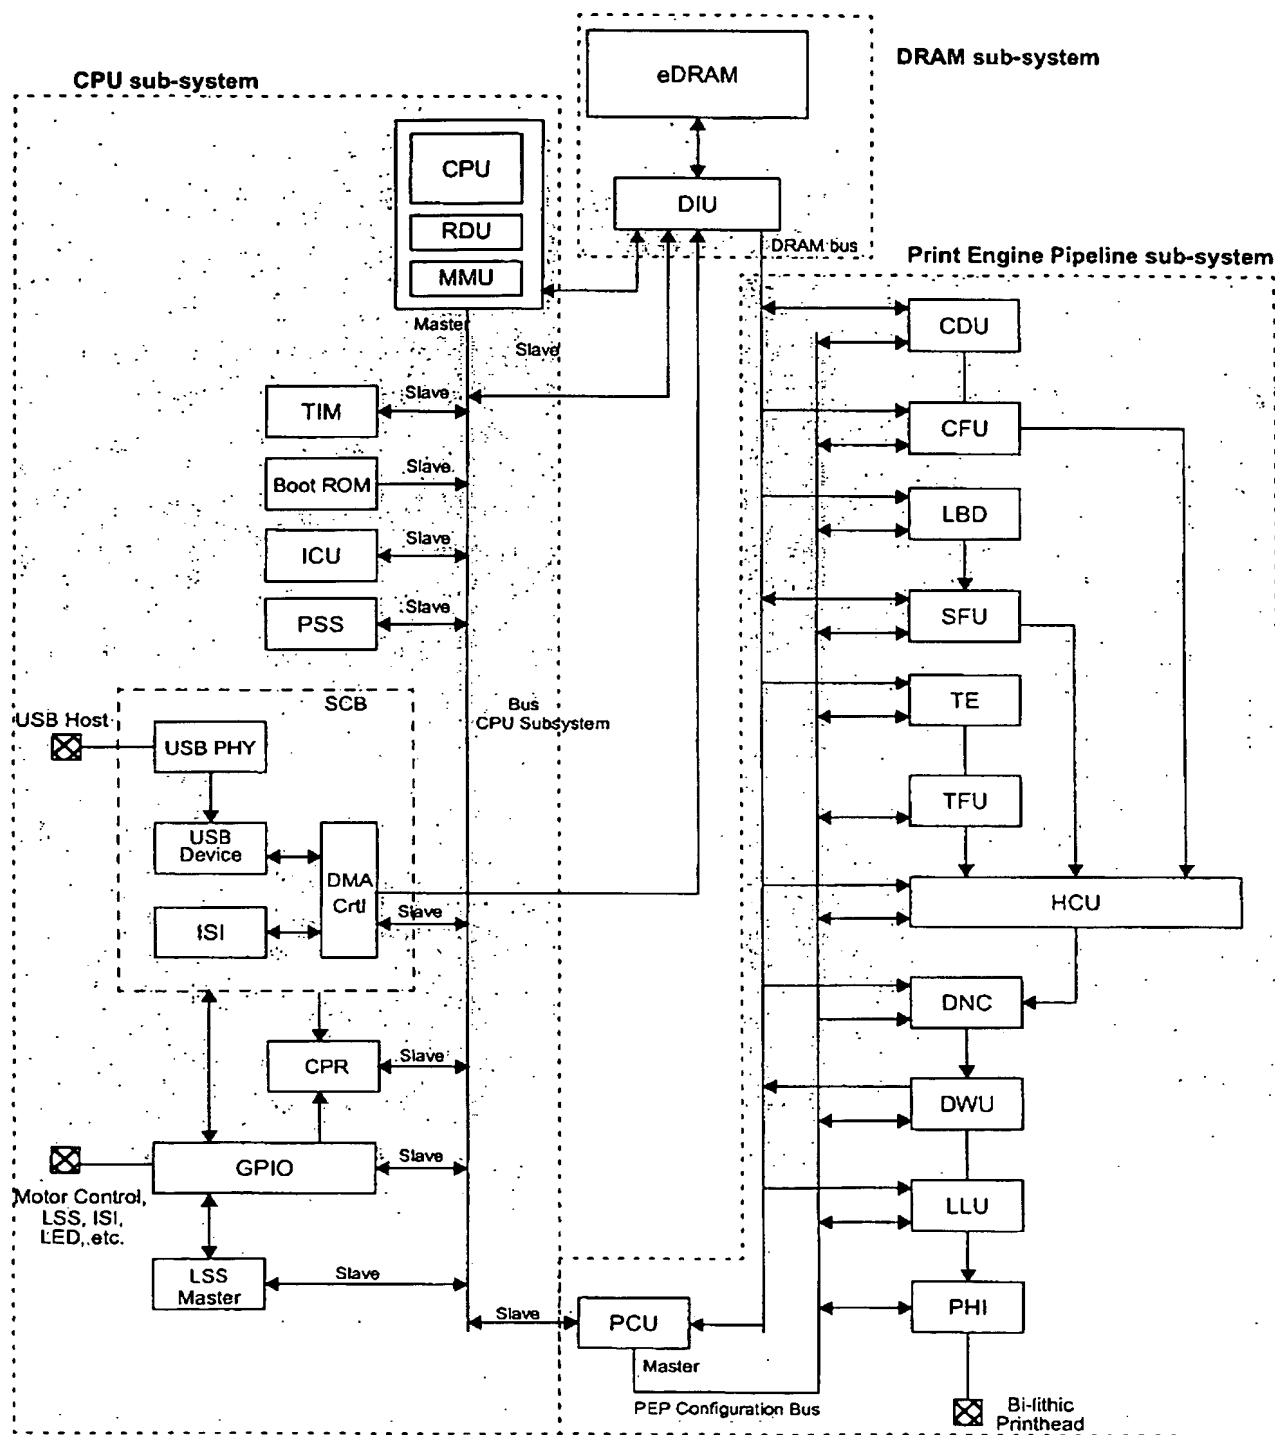 DRAM sub-system
eDRAM
CPU sub-system
CPU
RDU
MMU
DIU
DRAM bus
Print Engine Pipeline sub-system
Master
Slave
CDU
TIM
Slave
CFU
Boot ROM
Slave
LBD
ICU
Slave
PSS
Slave
SFU
SCB
Bus
CPU Subsystem
TE
USB Host
USB PHY
TFU
USB
Device
DMA
Crtl
Slave
ISI
HCU
DNC
CPR
Slave
DWU
GPIO
Slave
Motor Control,
LSS, ISI,
LED, etc.
LLU
LSS
Master
Slave
PHI
Slave
PCU
Master
PEP Configuration Bus
Bi-lithic
Printhead